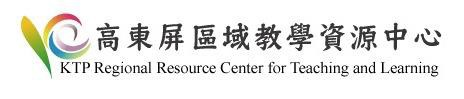 高東屏區域教學資源中心
KTP Regional Resource Center for Teaching and Learning